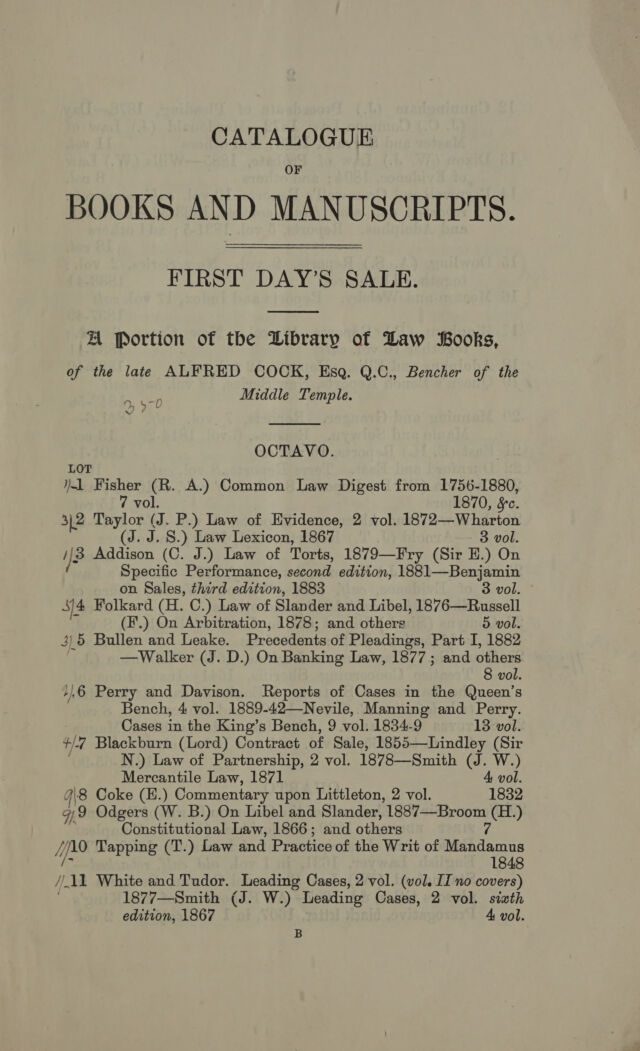 CATALOGUE
OF
BOOKS AND MANUSCRIPTS.
FIRST DAY'S SALE.
A Portion of the Library of Law Books,
of the late ALFRED COCK, Esq. Q.C., Bencher of the
Middle Temple.
OCTAVO.
LOT
1 Fisher (R. A.) Common Law Digest from 1756-1880,
7 vol. 1870, &c.
2 Taylor (J. P.) Law of Evidence, 2 vol. 1872—Wharton
(J. J. S.) Law Lexicon, 1867 3 vol.
3 Addison (C. J.) Law of Torts, 1879—Fry (Sir E.) On
Specific Performance, second edition, 1881—Benjamin
on Sales, third edition, 1883 3 vol.
4 Folkard (H. C.) Law of Slander and Libel, 1876—Russell
(F.) On Arbitration, 1878; and others 5 vol.
5 Bullen and Leake. Precedents of Pleadings, Part I, 1882
—Walker (J. D.) On Banking Law, 1877; and others
8 vol.
6 Perry and Davison. Reports of Cases in the Queen's
Bench, 4 vol. 1889-42—Nevile, Manning and Perry.
Cases in the King's Bench, 9 vol. 1834-9 13 vol.
7 Blackburn (Lord) Contract of Sale, 1855—Lindley (Sir
N.) Law of Partnership, 2 vol. 1878—Smith (J. W.)
Mercantile Law, 1871 4 vol.
8 Coke (E.) Commentary upon Littleton, 2 vol. 1832
9 Odgers (W. B.) On Libel and Slander, 1887—Broom (H.)
Constitutional Law, 1866; and others 7
10 Tapping (T.) Law and Practice of the Writ of Mandamus
1848
11 White and Tudor. Leading Cases, 2 vol. (vol. II no covers)
1877—Smith (J. W.) Leading Cases, 2 vol. sixth
edition, 1867 4 vol.
B